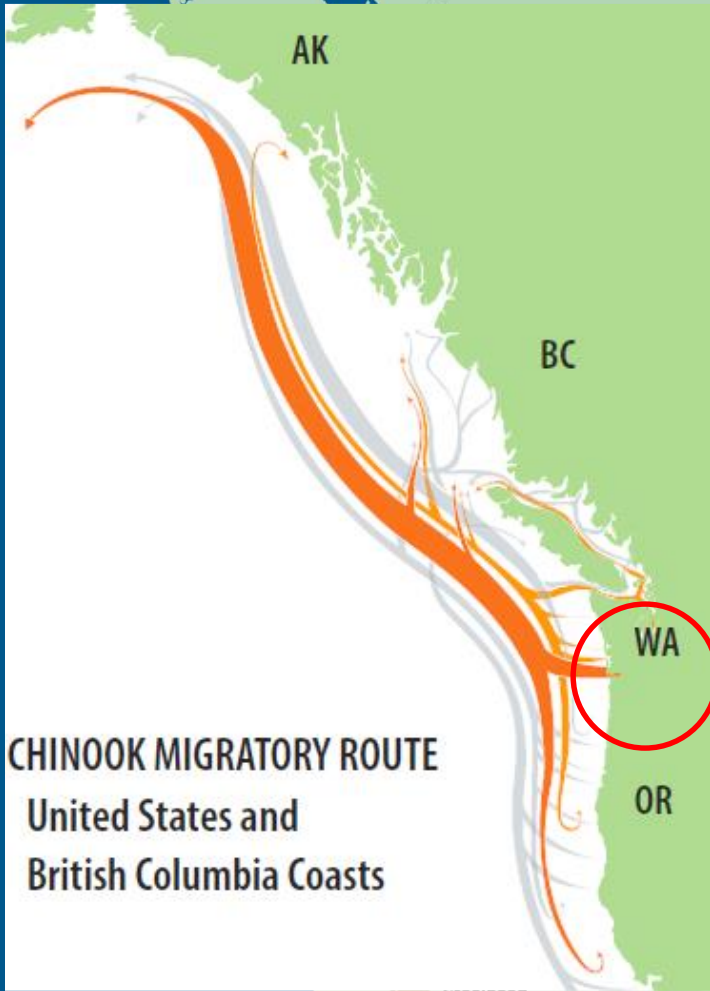 AK
BC
WA
OR
CHINOOK MIGRATORY ROUTE
United States and
British Columbia Coasts